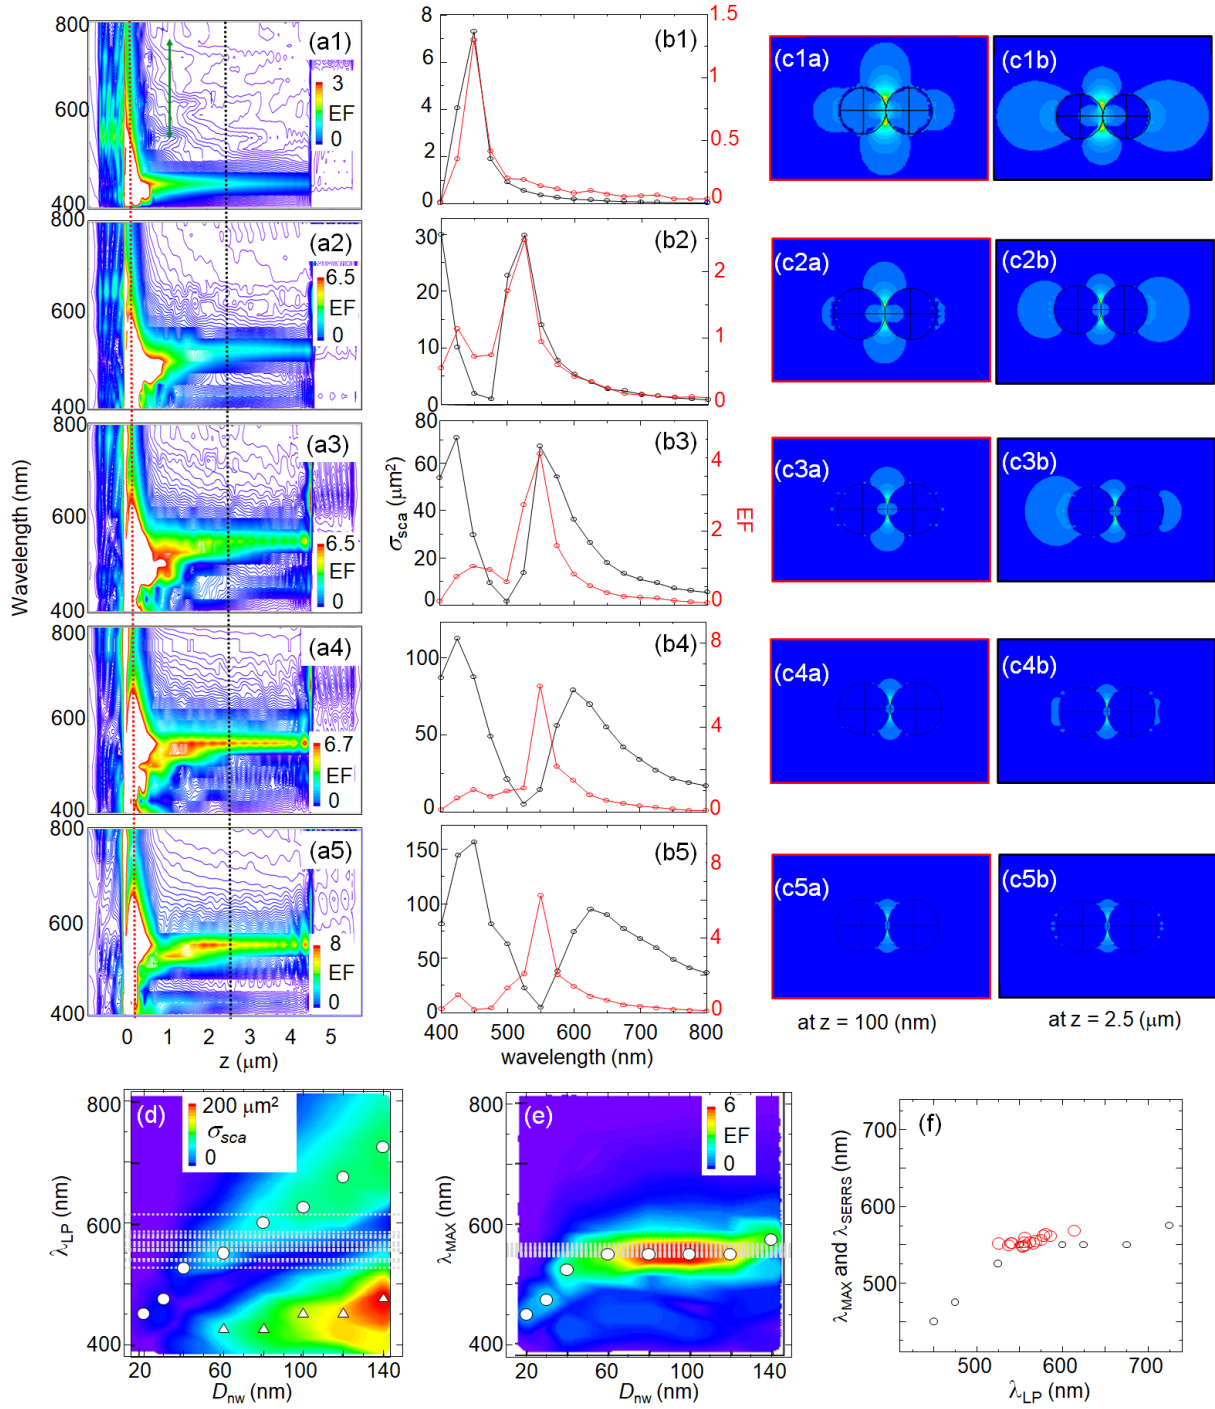 800
(a1)
3
EF
0
600
400
800
(a2)
6.5
EF
0
600
400
800
(a3)
6.5
EF
0
600
400
800
(a4)
6.7
EF
0
600
400
800
(a5)
8
EF
0
600
400
Wavelength (nm)
0 1 2 3 4 5
z (μm)
(b1)
8
7
6
4
2
0
1.5
1
0.5
0
(b2)
30
20
10
0
2
1
0
(b3)
80
60
40
20
0
4
2
0
σsca (μm²)
EF
(b4)
100
50
0
8
6
4
2
0
(b5)
150
100
50
0
8
4
2
0
400 500 600 700 800
wavelength (nm)
(c1a)
(c1b)
(c2a)
(c2b)
(c3a)
(c3b)
(c4a)
(c4b)
(c5a)
(c5b)
at z = 100 (nm)
at z = 2.5 (μm)
(d)
200 μm²
σsca
0
800
600
400
λLP (nm)
20 60 100 140
Dnw (nm)
(e)
6
EF
0
800
600
400
λMAX (nm)
20 60 100 140
Dnw (nm)
(f)
700
500
λMAX and λSERRS (nm)
500 600 700
λLP (nm)